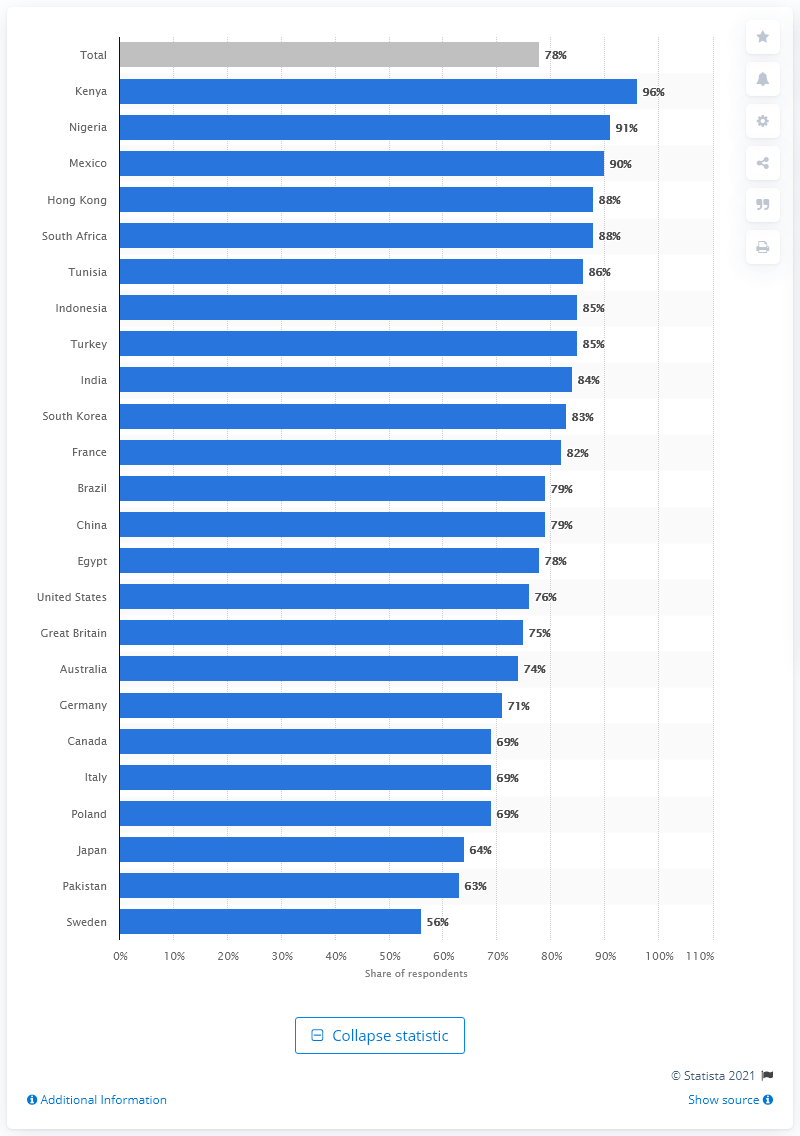 Total 78%
Kenya 96%
Nigeria 91%
Mexico 90%
Hong Kong 88%
South Africa 88%
Tunisia 86%
Indonesia 85%
Turkey 85%
India 84%
South Korea 83%
France 82%
Brazil 79%
China 79%
Egypt 78%
United States 76%
Great Britain 75%
Australia 74%
Germany 71%
Canada 69%
Italy 69%
Poland 69%
Japan 64%
Pakistan 63%
Sweden 56%
0% 10% 20% 30% 40% 50% 60% 70% 80% 90% 100% 110%
Share of respondents
Collapse statistic
© Statista 2021
Additional Information Show source